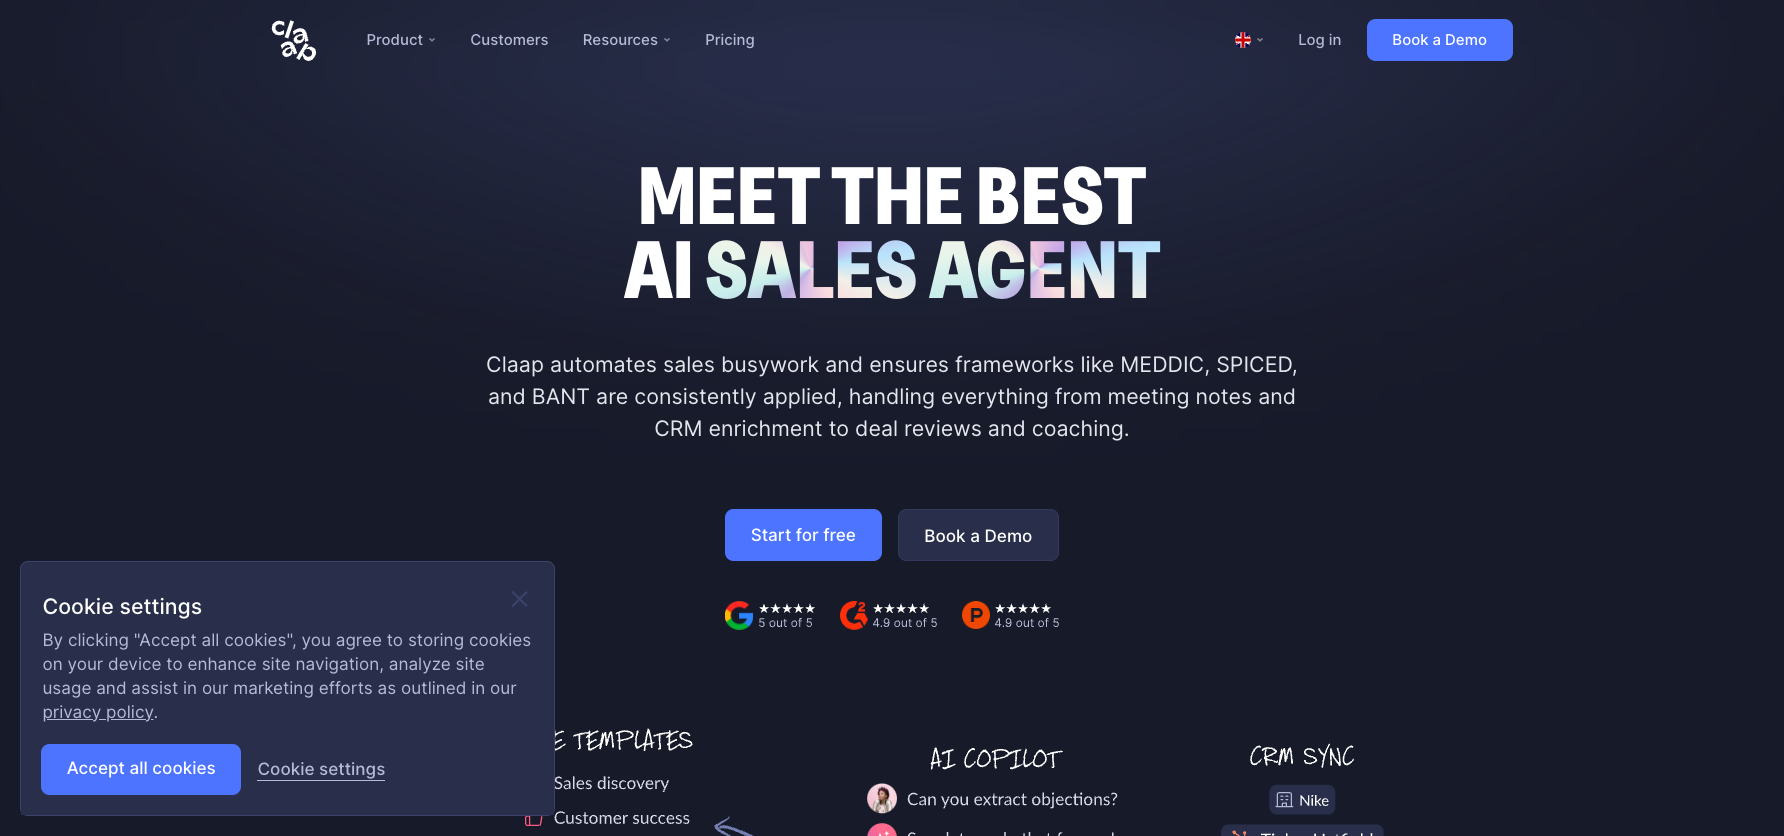 claap
Product
Customers
Resources
Pricing
Log in
Book a Demo
MEET THE BEST
AI SALES AGENT
Claap automates sales busywork and ensures frameworks like MEDDIC, SPICED,
and BANT are consistently applied, handling everything from meeting notes and
CRM enrichment to deal reviews and coaching.
Start for free
Book a Demo
5 out of 5
4.9 out of 5
4.9 out of 5
Cookie settings
By clicking "Accept all cookies", you agree to storing cookies
on your device to enhance site navigation, analyze site
usage and assist in our marketing efforts as outlined in our
privacy policy.
Accept all cookies
Cookie settings
E TEMPLATES
Sales discovery
Customer success
AI COPILOT
Can you extract objections?
CRM SYNC
Nike